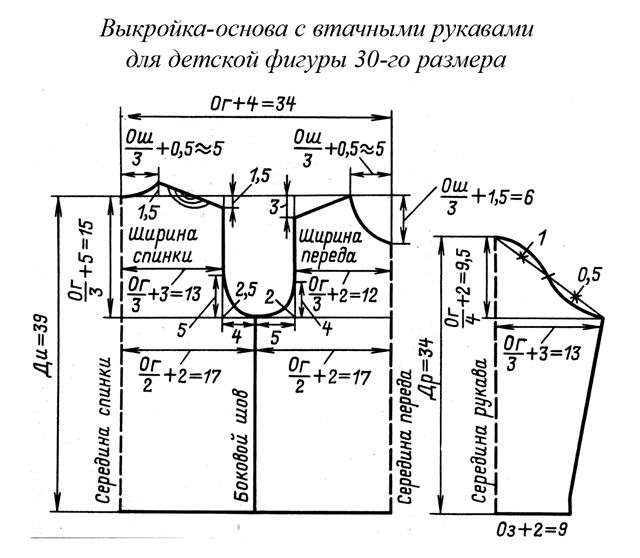 Выкройка-основа с втачными рукавами
для детской фигуры 30-го размера
Ог+4=34
Ош/3+0,5≈5
Ош/3+0,5≈5
1,5
1,5
3
Ош/3+1,5=6
Ширина
спинки
Ширина
переда
Ог/3+5=15
Ог/3+3=13
Ог/3+2=12
5
2,5
2
4
4
5
Ог/2+2=17
Ог/2+2=17
Ди=39
Середина спинки
Боковой шов
Середина переда
1
0,5
Ог/4+2=9,5
Ог/3+3=13
Др=34
Середина рукава
Оз+2=9